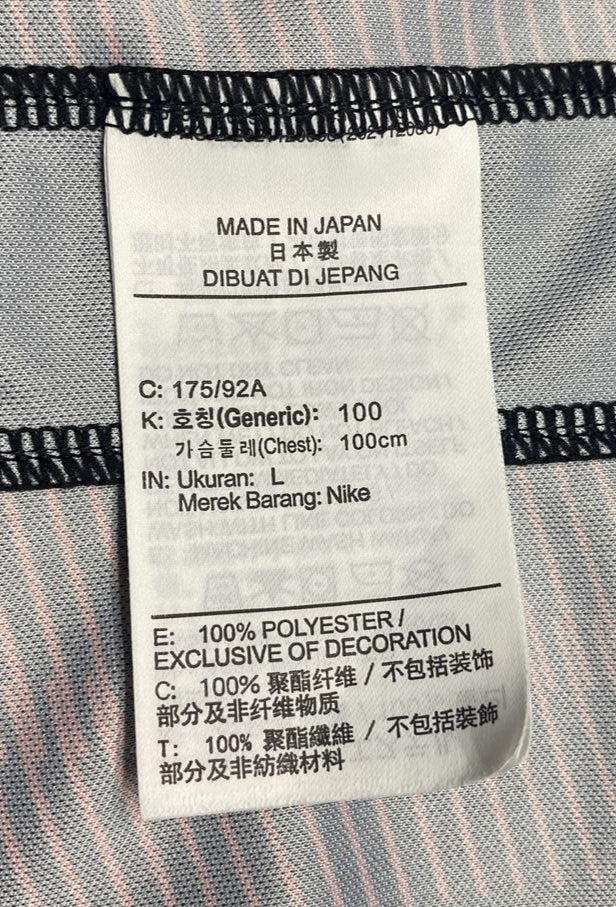 MADE IN JAPAN
日本製
DIBUAT DI JEPANG
C: 175/92A
K: 호칭(Generic): 100
가슴둘레(Chest): 100cm
IN: Ukuran: L
Merek Barang: Nike
E: 100% POLYESTER /
EXCLUSIVE OF DECORATION
C: 100% 聚酯纤维 / 不包括装饰
部分及非纤维物质
T: 100% 聚酯纖維 / 不包括裝飾
部分及非紡織材料